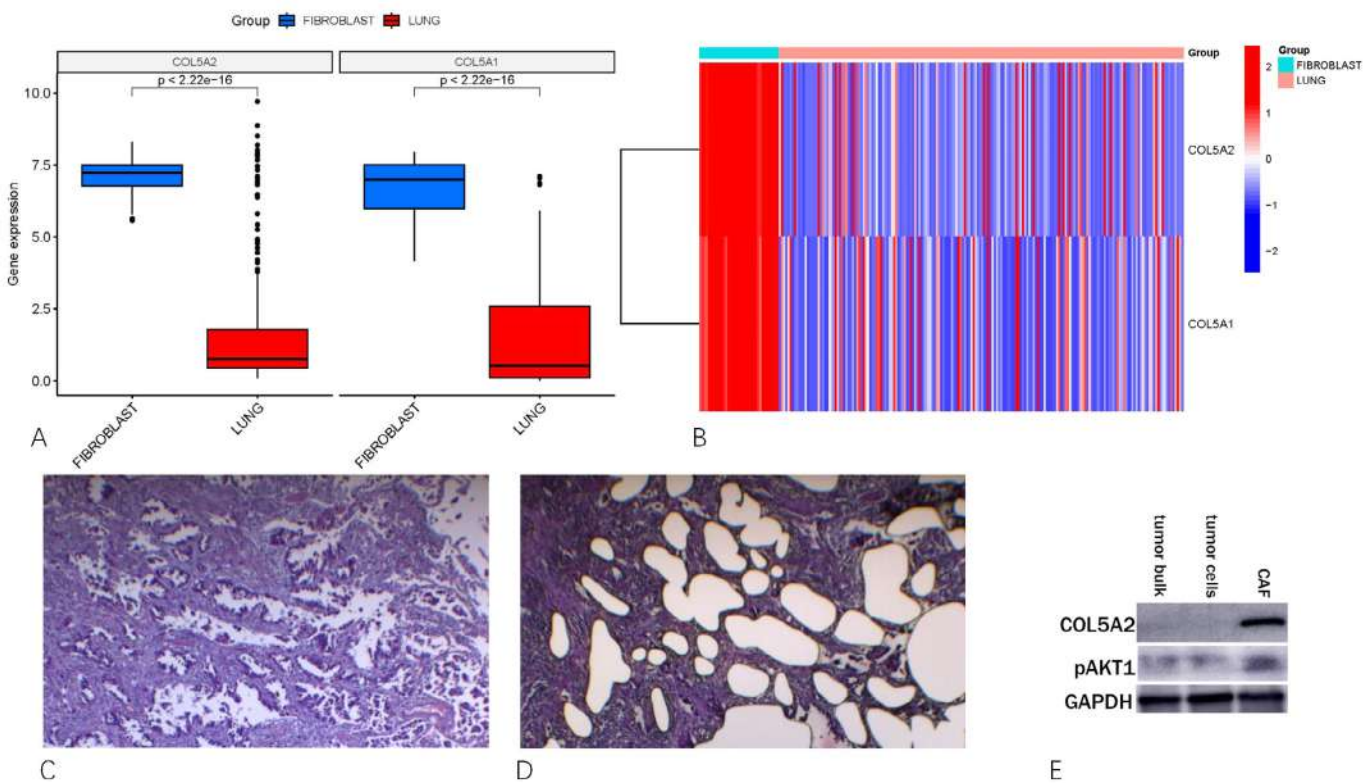 Group FIBROBLAST LUNG
COL5A2 COL5A1
p < 2.22e-16 p < 2.22e-16
Gene expression
10.0
7.5
5.0
2.5
0.0
FIBROBLAST LUNG FIBROBLAST LUNG
A
Group
COL5A2
COL5A1
2
1
0
−1
−2
Group
FIBROBLAST
LUNG
B
C
D
tumor bulk
tumor cells
CAF
COL5A2
pAKT1
GAPDH
E